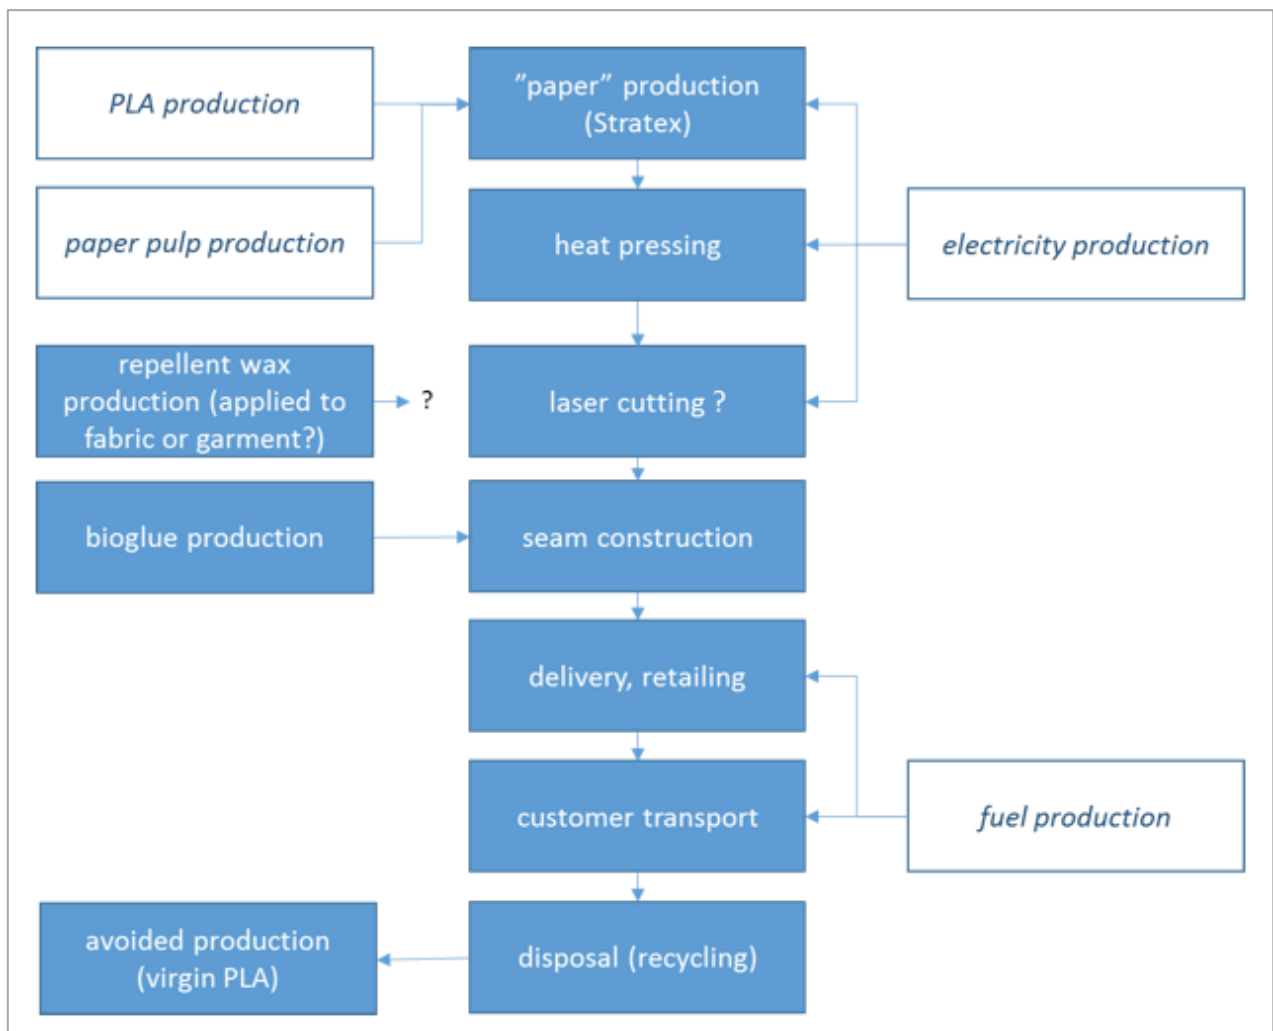 PLA production
”paper” production
(Stratex)
paper pulp production
heat pressing
electricity production
repellent wax
production (applied to
fabric or garment?)
?
laser cutting ?
bioglue production
seam construction
delivery, retailing
customer transport
fuel production
avoided production
(virgin PLA)
disposal (recycling)